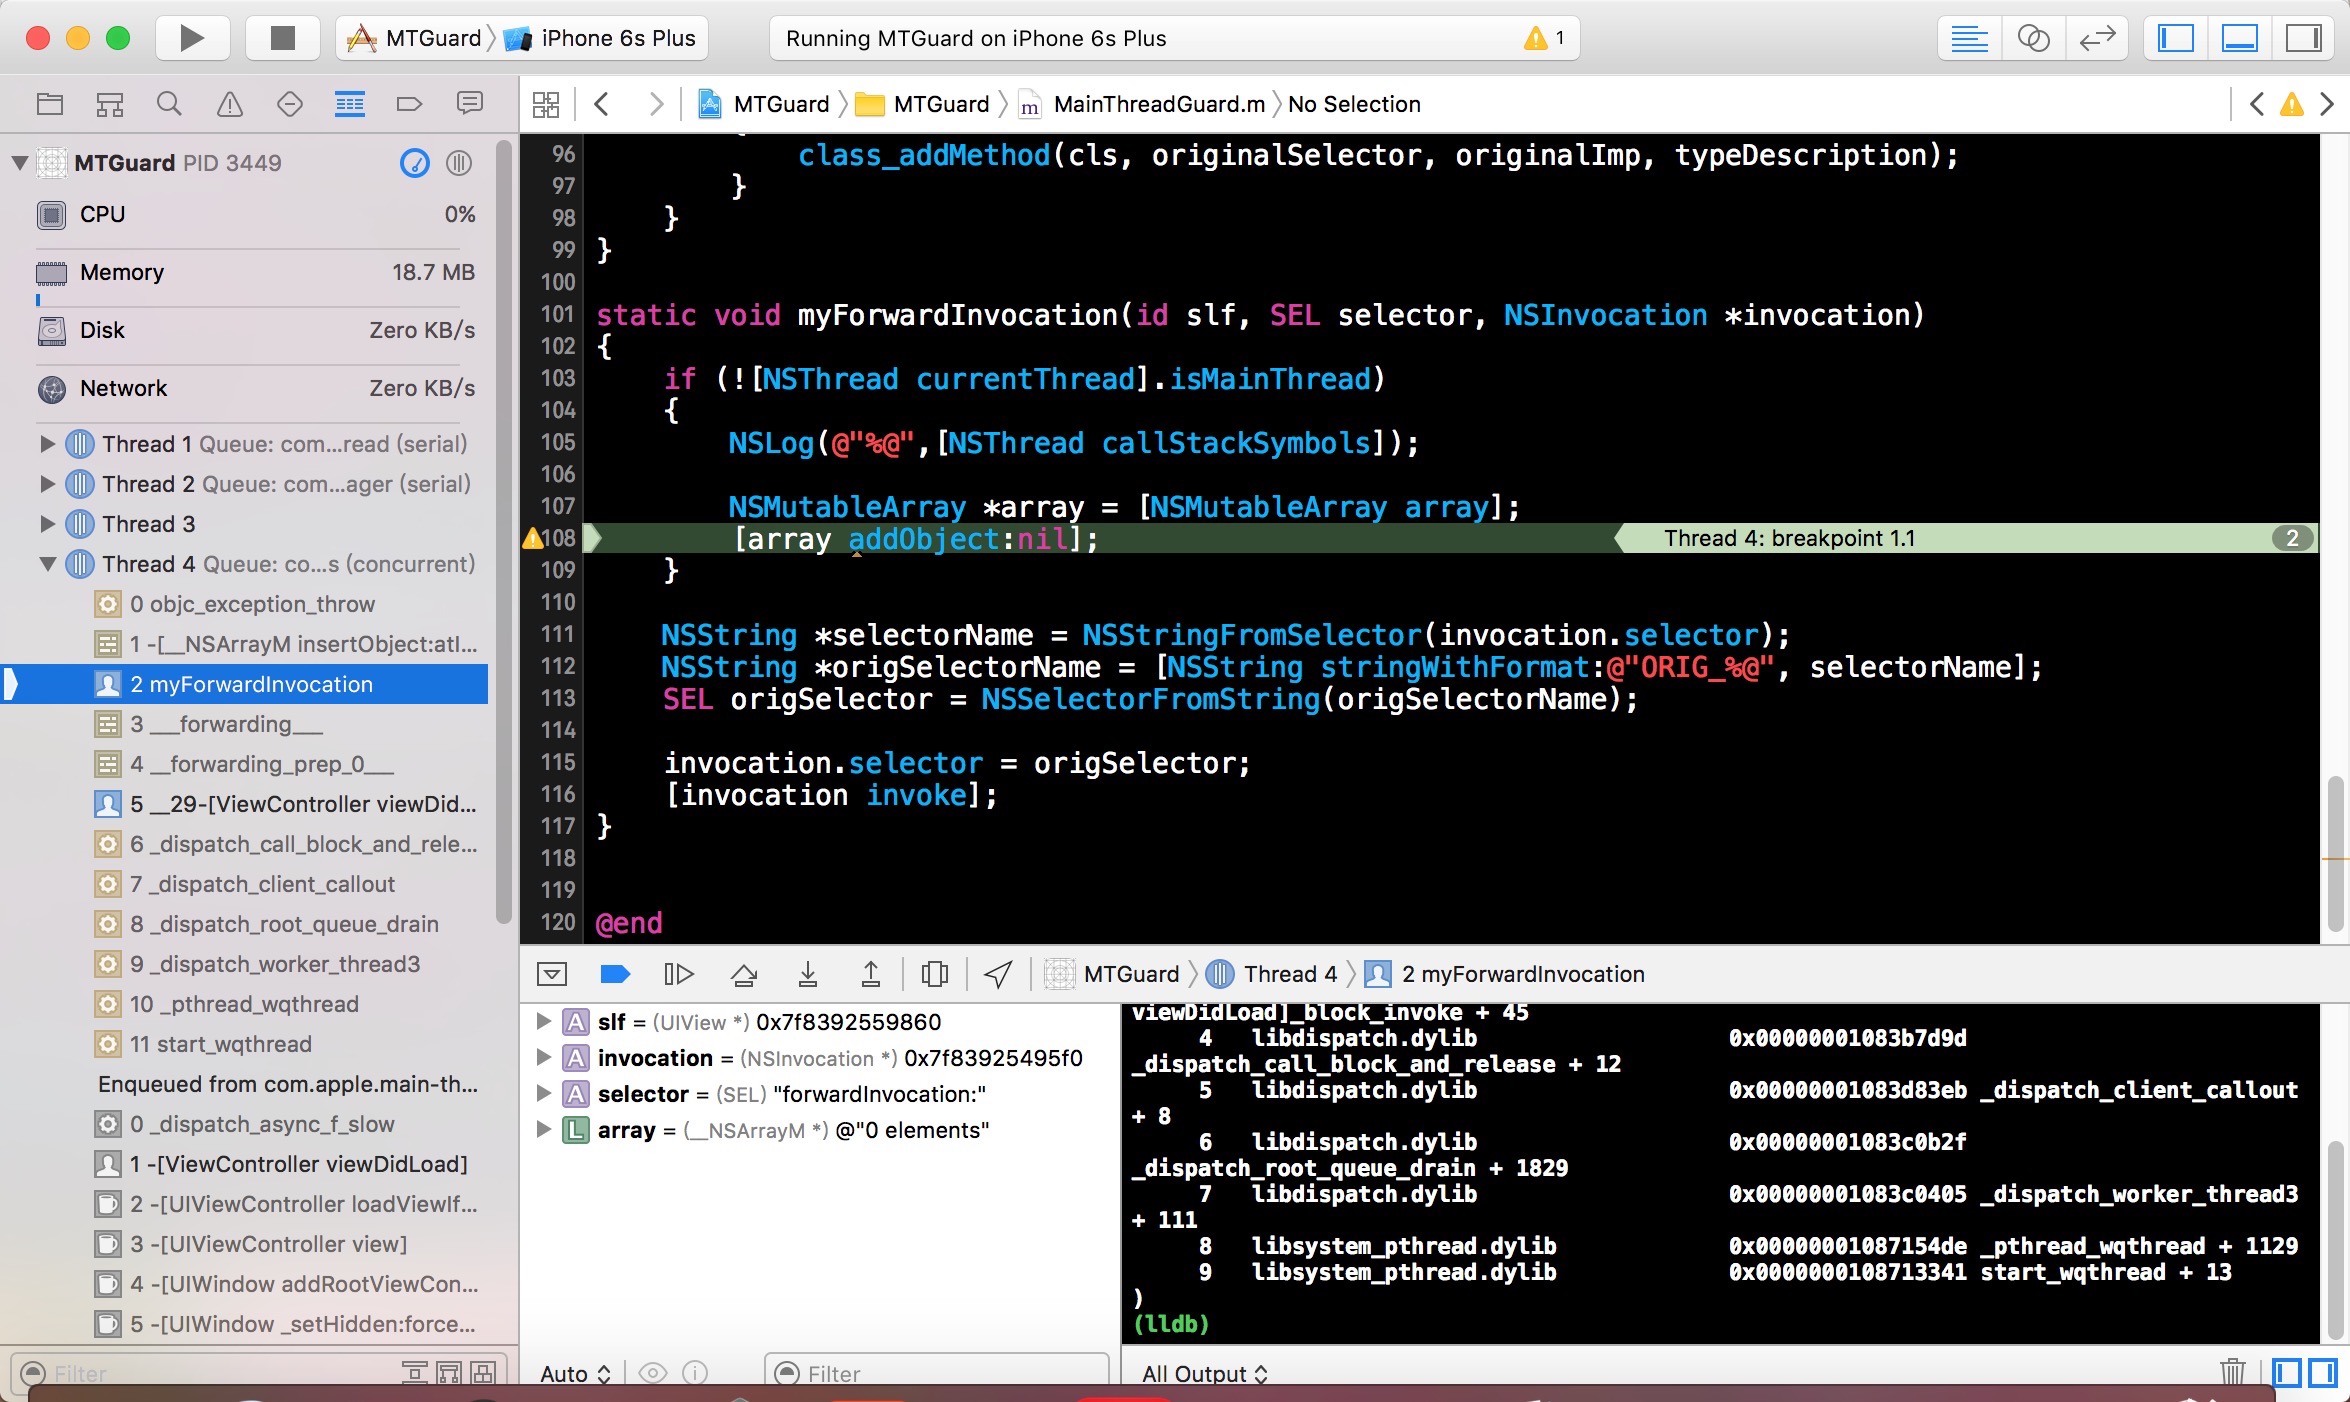 MTGuard iPhone 6s Plus
Running MTGuard on iPhone 6s Plus 1
MTGuard MTGuard m MainThreadGuard.m No Selection
MTGuard PID 3449
CPU 0%
Memory 18.7 MB
Disk Zero KB/s
Network Zero KB/s
Thread 1 Queue: com...read (serial)
Thread 2 Queue: com...ager (serial)
Thread 3
Thread 4 Queue: co...s (concurrent)
0 objc_exception_throw
1 -[__NSArrayM insertObject:atI...
2 myForwardInvocation
3 ___forwarding___
4 __forwarding_prep_0___
5 __29-[ViewController viewDid...
6 _dispatch_call_block_and_rele...
7 _dispatch_client_callout
8 _dispatch_root_queue_drain
9 _dispatch_worker_thread3
10 _pthread_wqthread
11 start_wqthread
Enqueued from com.apple.main-th...
0 _dispatch_async_f_slow
1 -[ViewController viewDidLoad]
2 -[UIViewController loadViewIf...
3 -[UIViewController view]
4 -[UIWindow addRootViewCon...
5 -[UIWindow _setHidden:force...
Filter
96 class_addMethod(cls, originalSelector, originalImp, typeDescription);
97 }
98 }
99 }
100
101 static void myForwardInvocation(id slf, SEL selector, NSInvocation *invocation)
102 {
103 if (![NSThread currentThread].isMainThread)
104 {
105 NSLog(@"%@",[NSThread callStackSymbols]);
106
107 NSMutableArray *array = [NSMutableArray array];
108 [array addObject:nil]; Thread 4: breakpoint 1.1 2
109 }
110
111 NSString *selectorName = NSStringFromSelector(invocation.selector);
112 NSString *origSelectorName = [NSString stringWithFormat:@"ORIG_%@", selectorName];
113 SEL origSelector = NSSelectorFromString(origSelectorName);
114
115 invocation.selector = origSelector;
116 [invocation invoke];
117 }
118
119
120 @end
MTGuard Thread 4 2 myForwardInvocation
A slf = (UIView *) 0x7f8392559860
A invocation = (NSInvocation *) 0x7f83925495f0
A selector = (SEL) "forwardInvocation:"
L array = (__NSArrayM *) @"0 elements"
Auto Filter
viewDidLoad]_block_invoke + 45
4 libdispatch.dylib 0x00000001083b7d9d
_dispatch_call_block_and_release + 12
5 libdispatch.dylib 0x00000001083d83eb _dispatch_client_callout
+ 8
6 libdispatch.dylib 0x00000001083c0b2f
_dispatch_root_queue_drain + 1829
7 libdispatch.dylib 0x00000001083c0405 _dispatch_worker_thread3
+ 111
8 libsystem_pthread.dylib 0x00000001087154de _pthread_wqthread + 1129
9 libsystem_pthread.dylib 0x0000000108713341 start_wqthread + 13
)
(lldb)
All Output